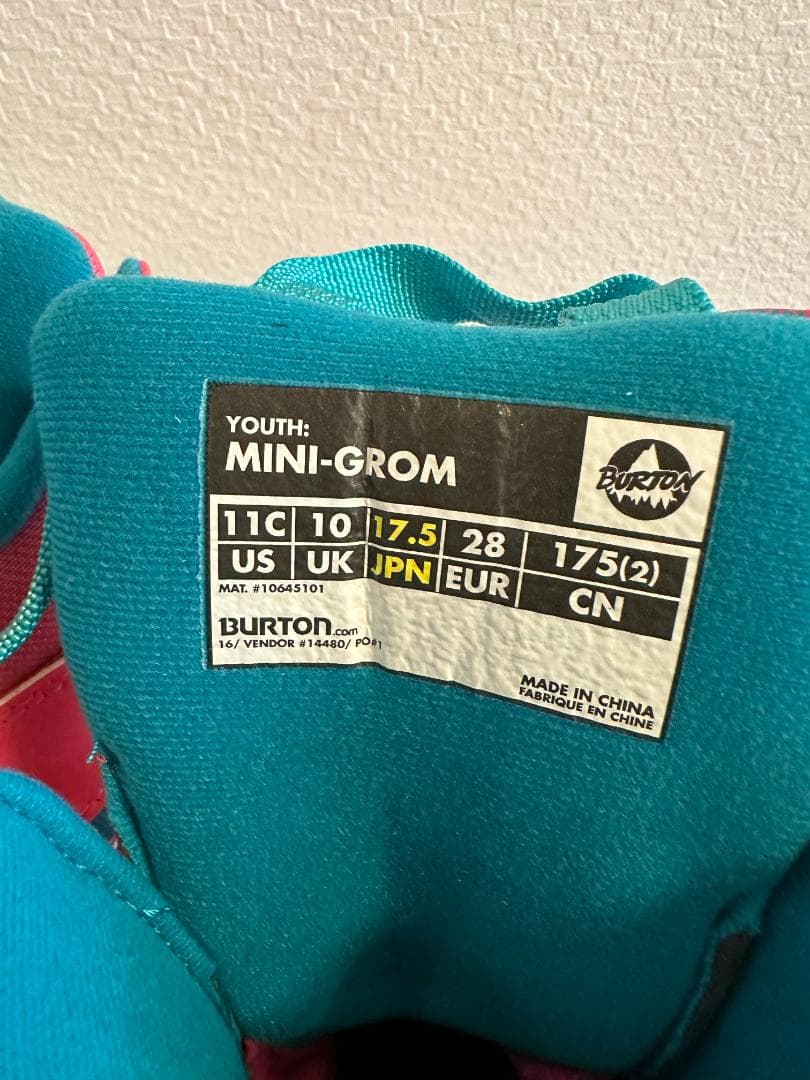 YOUTH:
MINI-GROM
BURTON
11C 10 17.5 28 175(2)
US UK JPN EUR CN
MAT. #10645101
BURTON.com
16/ VENDOR #14480/ PO#1
MADE IN CHINA
FABRIQUE EN CHINE